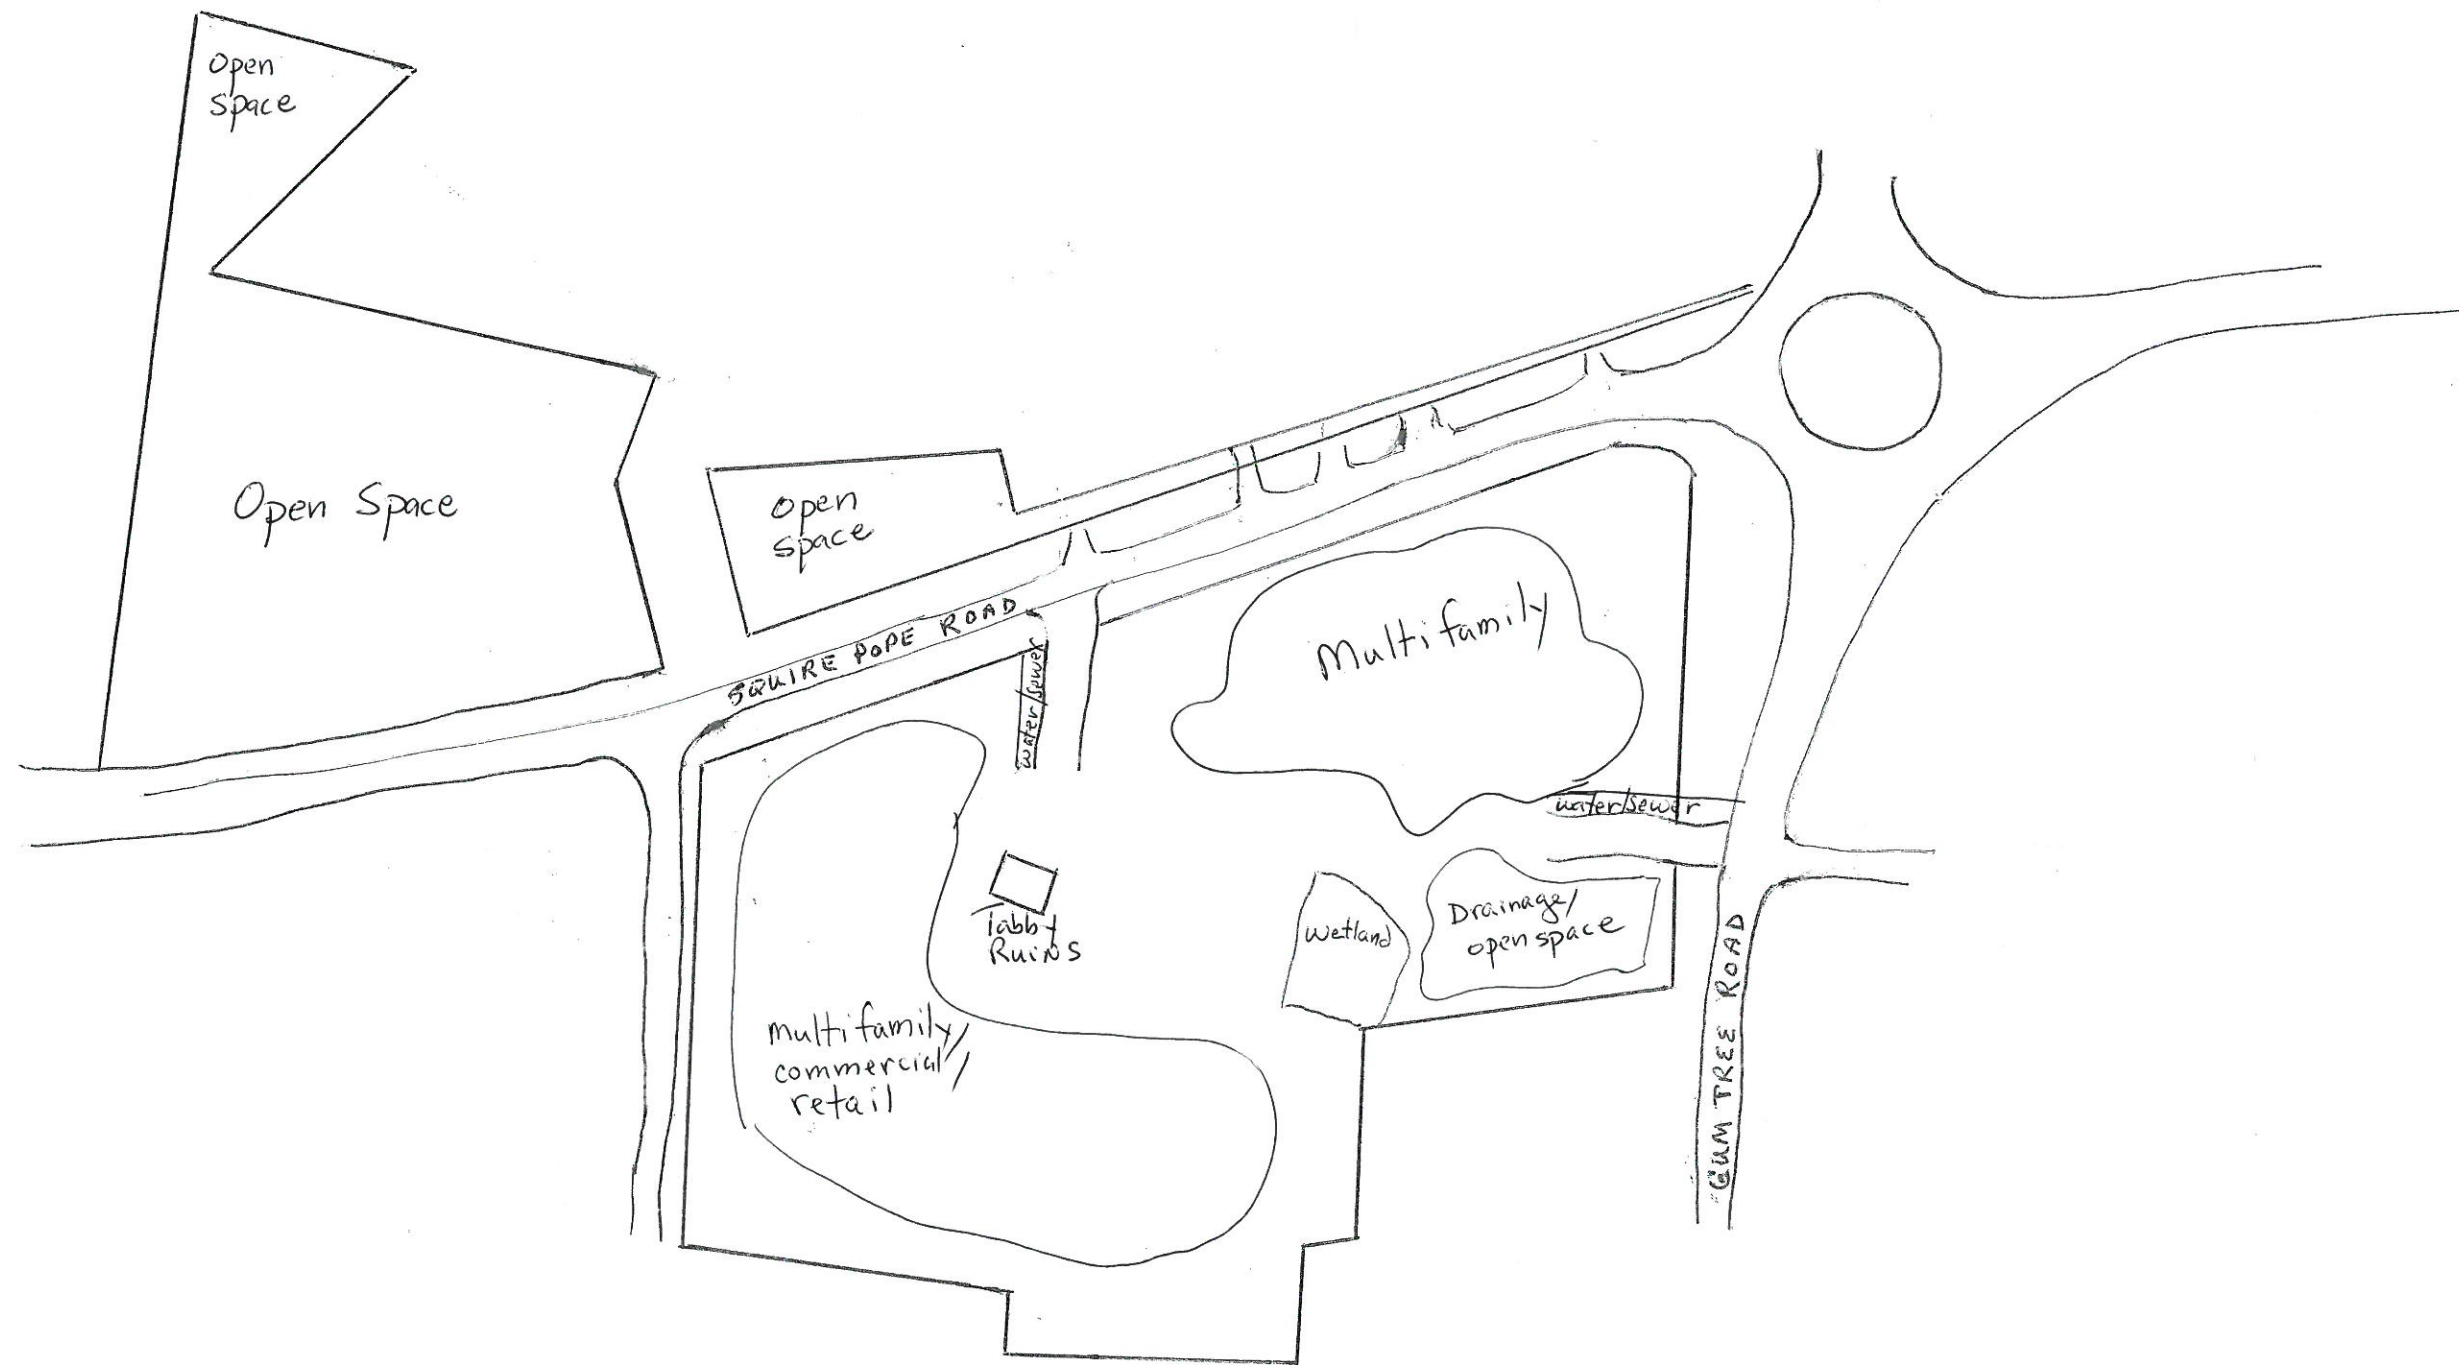 Open
Space
Open Space
Open
space
SQUIRE POPE ROAD
water/sewer
Multifamily
water/sewer
Tabby
Ruins
Wetland
Drainage/
open space
multifamily/
commercial/
retail
GUM TREE ROAD